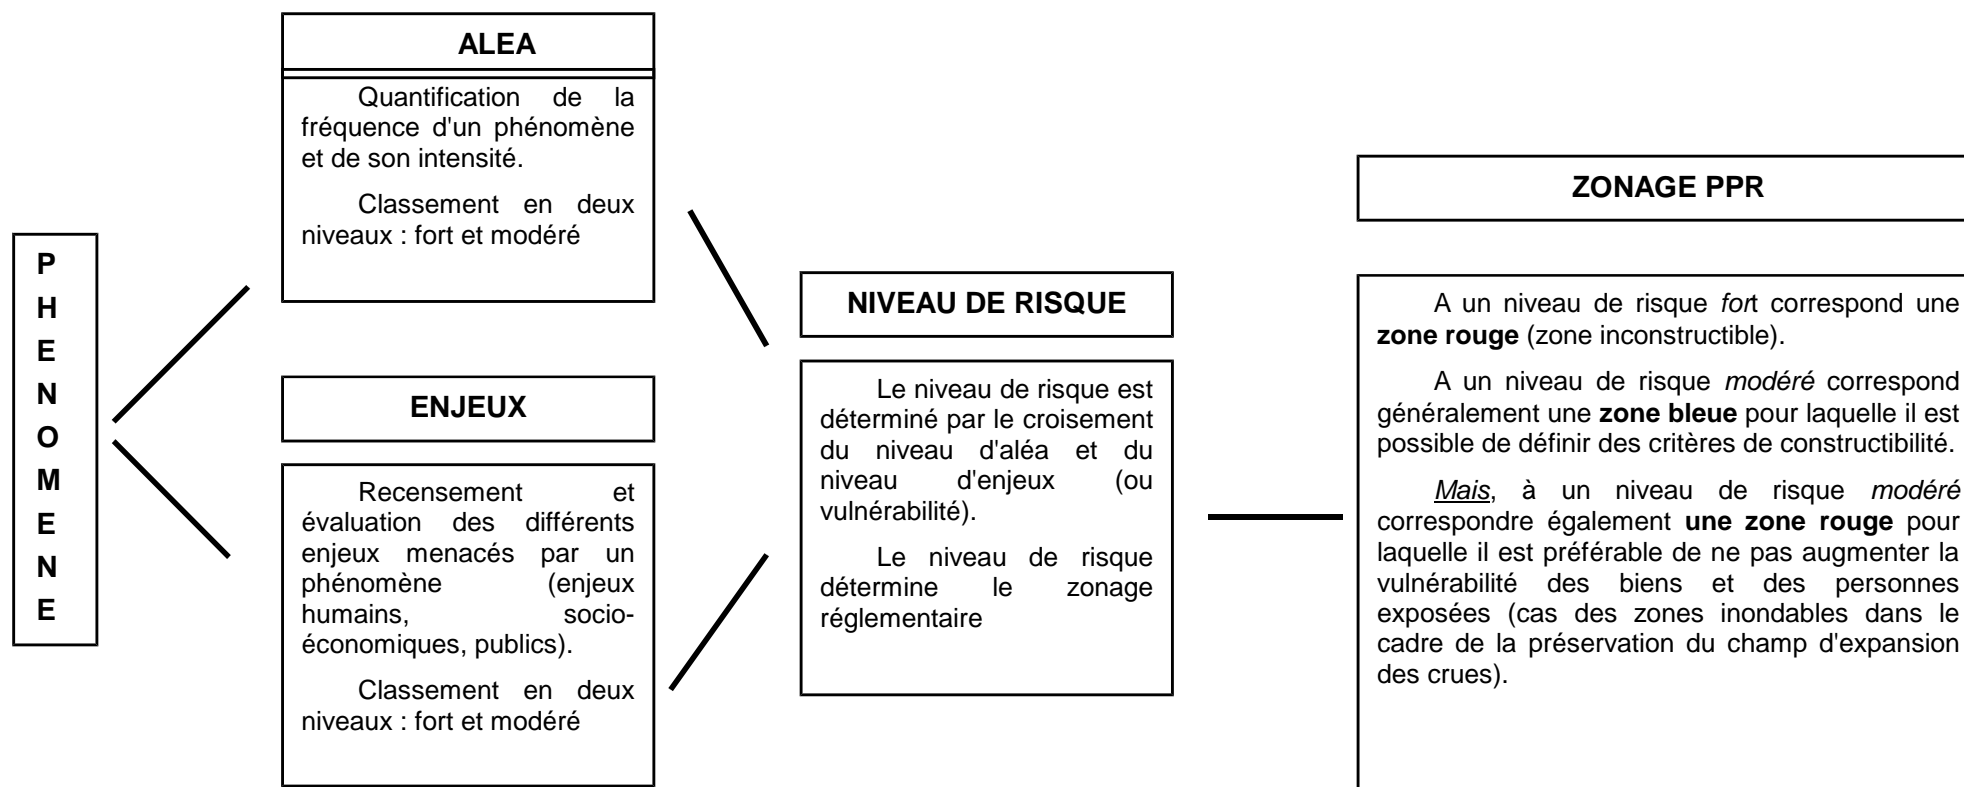 P
H
E
N
O
M
E
N
E
ALEA
Quantification de la
fréquence d'un phénomène
et de son intensité.
Classement en deux
niveaux : fort et modéré
ENJEUX
Recensement et
évaluation des différents
enjeux menacés par un
phénomène (enjeux
humains, socio-
économiques, publics).
Classement en deux
niveaux : fort et modéré
NIVEAU DE RISQUE
Le niveau de risque est
déterminé par le croisement
du niveau d'aléa et du
niveau d'enjeux (ou
vulnérabilité).
Le niveau de risque
détermine le zonage
réglementaire
ZONAGE PPR
A un niveau de risque fort correspond une
zone rouge (zone inconstructible).
A un niveau de risque modéré correspond
généralement une zone bleue pour laquelle il est
possible de définir des critères de constructibilité.
Mais, à un niveau de risque modéré
correspondre également une zone rouge pour
laquelle il est préférable de ne pas augmenter la
vulnérabilité des biens et des personnes
exposées (cas des zones inondables dans le
cadre de la préservation du champ d'expansion
des crues).